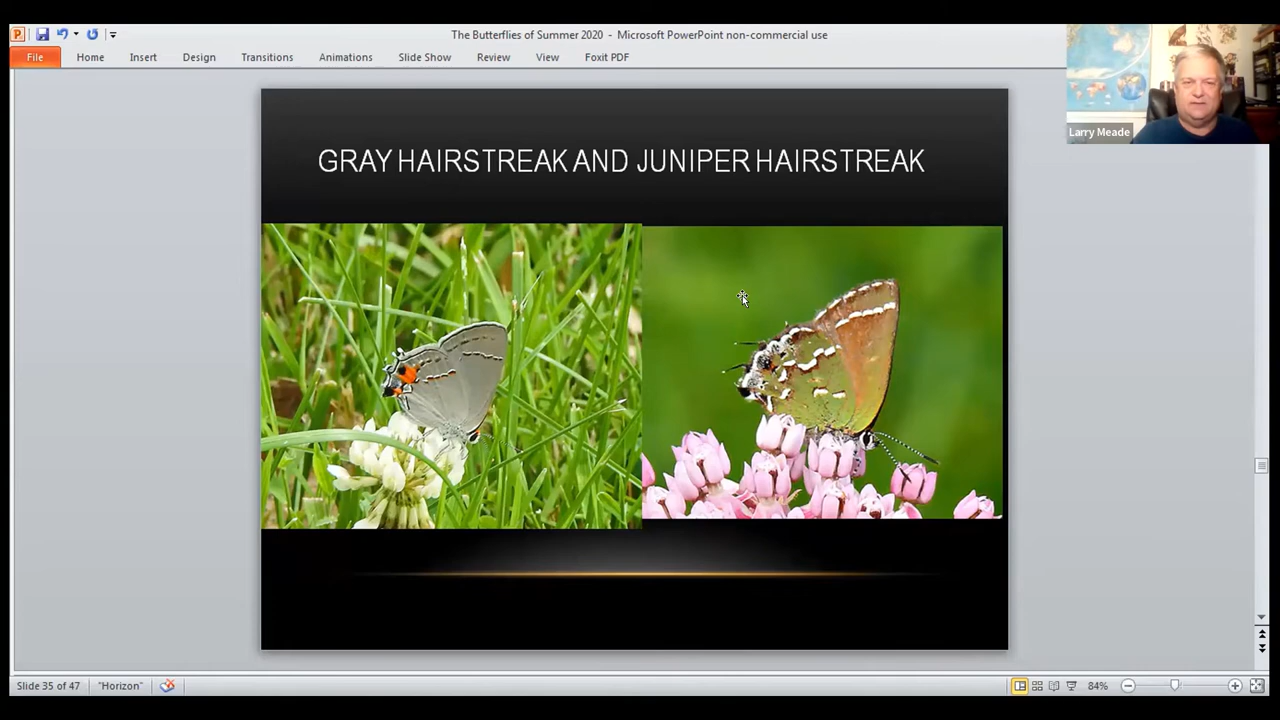 The Butterflies of Summer 2020 - Microsoft PowerPoint non-commercial use
File Home Insert Design Transitions Animations Slide Show Review View Foxit PDF
Larry Meade
GRAY HAIRSTREAK AND JUNIPER HAIRSTREAK
Slide 35 of 47 "Horizon" 84%